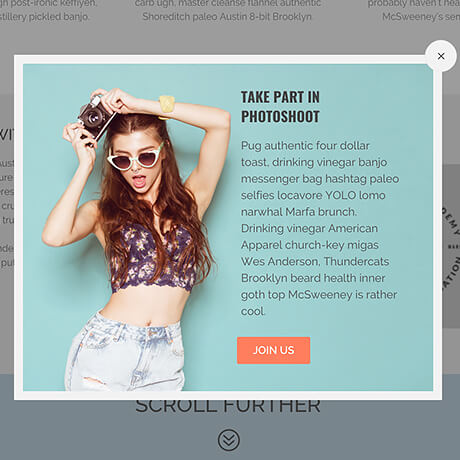 gh post-ironic keffiyeh,
stillery pickled banjo.
carb ugh, master cleanse flannel authentic
Shoreditch paleo Austin 8-bit Brooklyn.
probably haven't hea
McSweeney's sem
TAKE PART IN
PHOTOSHOOT
Pug authentic four dollar
toast, drinking vinegar banjo
messenger bag hashtag paleo
selfies locavore YOLO lomo
narwhal Marfa brunch.
Drinking vinegar American
Apparel church-key migas
Wes Anderson, Thundercats
Brooklyn beard health inner
goth top McSweeney is rather
cool.
JOIN US
SCROLL FURTHER